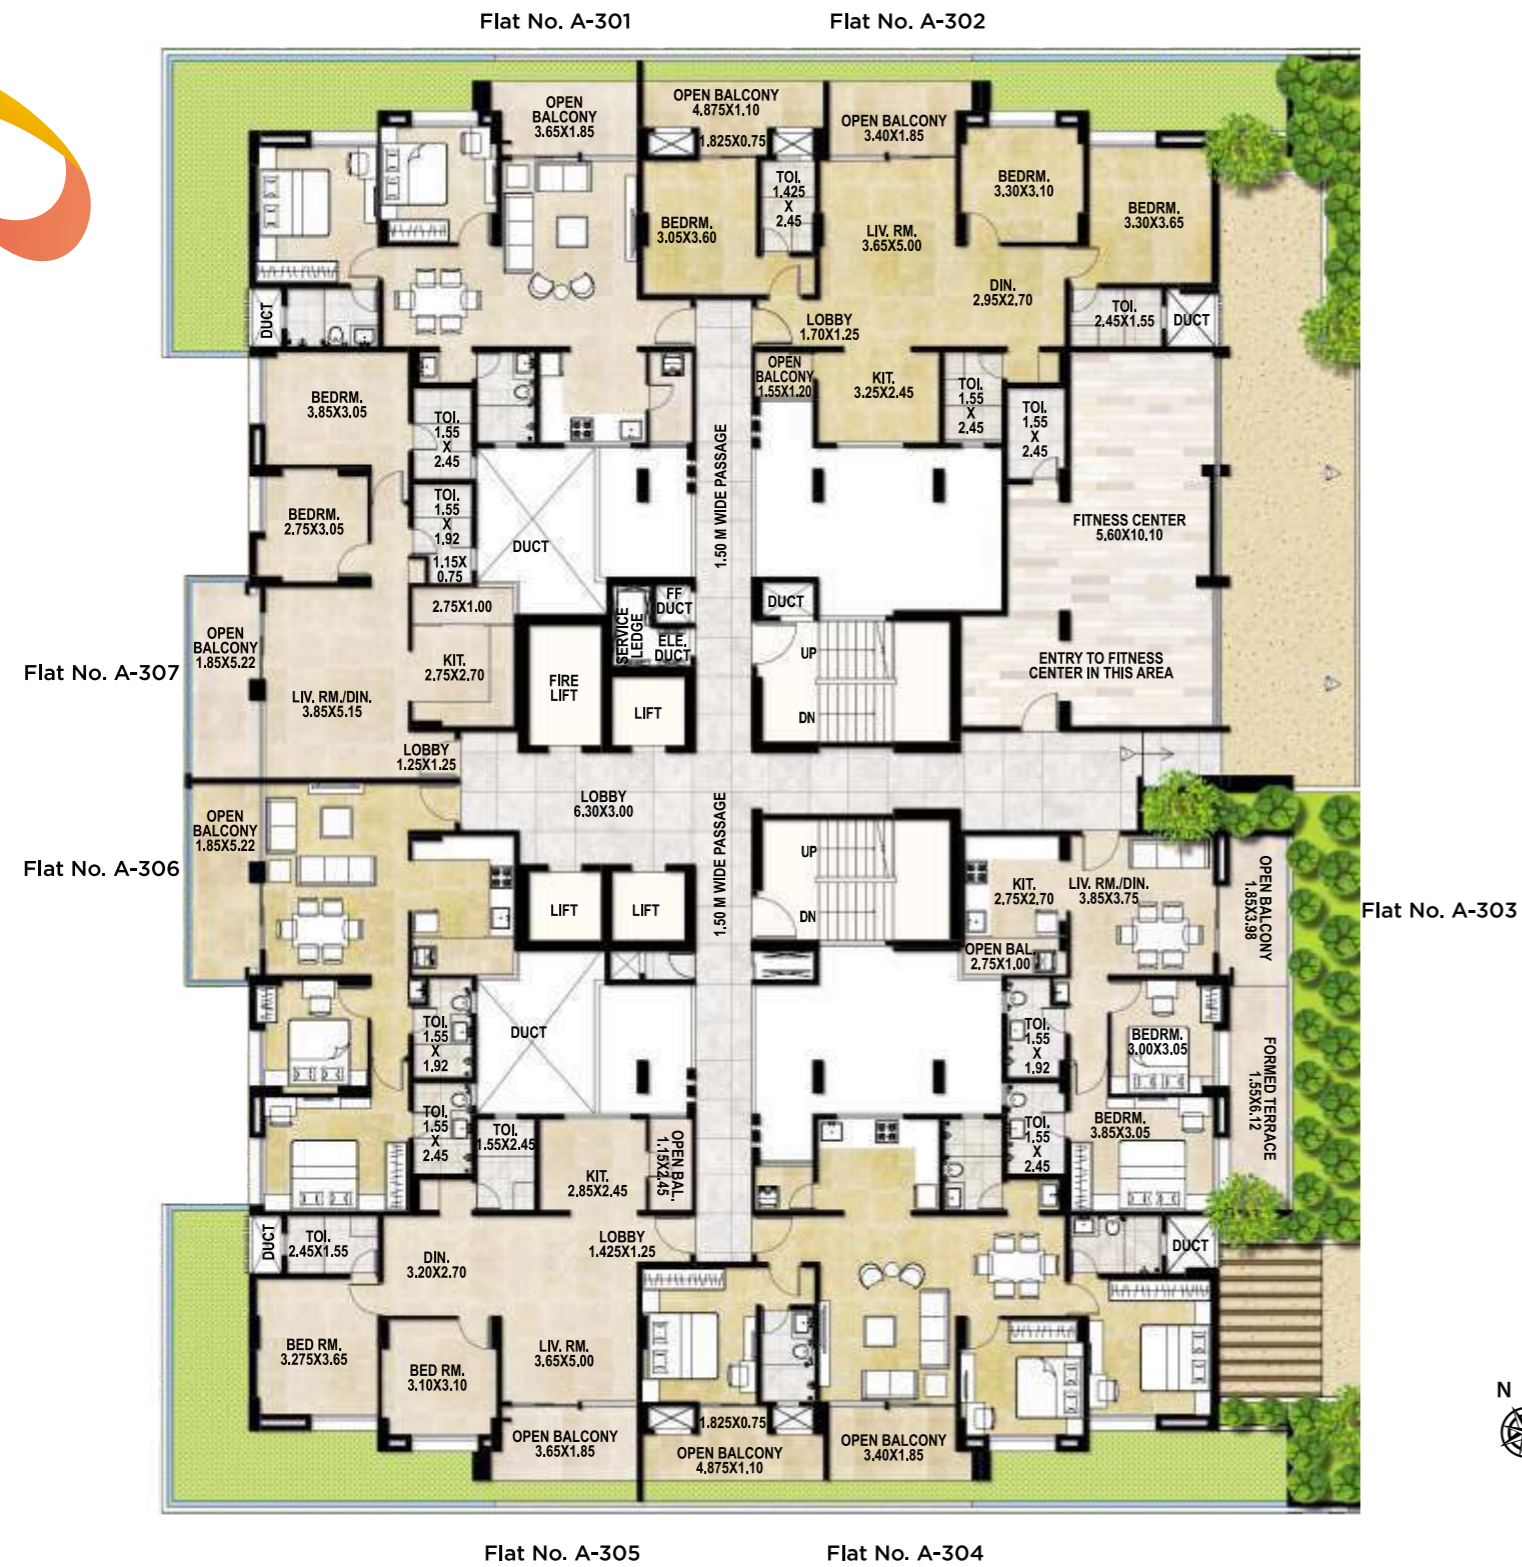 Flat No. A-301
Flat No. A-302
OPEN
BALCONY
3.65X1.85
OPEN BALCONY
4.875X1.10
1.825X0.75
OPEN BALCONY
3.40X1.85
TOI.
1.425
X
2.45
BEDRM.
3.30X3.10
BEDRM.
3.30X3.65
BEDRM.
3.05X3.60
LIV. RM.
3.65X5.00
DIN.
2.95X2.70
DUCT
LOBBY
1.70X1.25
TOI.
2.45X1.55
DUCT
OPEN
BALCONY
1.55X1.20
KIT.
3.25X2.45
TOI.
1.55
X
2.45
TOI.
1.55
X
2.45
BEDRM.
3.85X3.05
TOI.
1.55
X
2.45
BEDRM.
2.75X3.05
TOI.
1.55
X
1.92
1.15X
0.75
DUCT
1.50 M WIDE PASSAGE
FITNESS CENTER
5.60X10.10
2.75X1.00
SERVICE
LEDGE
FF
DUCT
ELE.
DUCT
DUCT
OPEN
BALCONY
1.85X5.22
Flat No. A-307
KIT.
2.75X2.70
LIV. RM./DIN.
3.85X5.15
FIRE
LIFT
LIFT
UP
DN
ENTRY TO FITNESS
CENTER IN THIS AREA
LOBBY
1.25X1.25
LOBBY
6.30X3.00
1.50 M WIDE PASSAGE
OPEN
BALCONY
1.85X5.22
Flat No. A-306
LIFT
LIFT
UP
DN
KIT.
2.75X2.70
LIV. RM./DIN.
3.85X3.75
OPEN BALCONY
1.85X3.98
Flat No. A-303
OPEN BAL.
2.75X1.00
TOI.
1.55
X
1.92
DUCT
TOI.
1.55
X
1.92
BEDRM.
3.00X3.05
FORMED TERRACE
1.55X6.12
TOI.
1.55
X
2.45
TOI.
1.55X2.45
KIT.
2.85X2.45
OPEN BAL.
1.15X2.45
TOI.
1.55
X
2.45
BEDRM.
3.85X3.05
DUCT
TOI.
2.45X1.55
DIN.
3.20X2.70
LOBBY
1.425X1.25
DUCT
BED RM.
3.275X3.65
BED RM.
3.10X3.10
LIV. RM.
3.65X5.00
OPEN BALCONY
3.65X1.85
1.825X0.75
OPEN BALCONY
4.875X1.10
OPEN BALCONY
3.40X1.85
N
Flat No. A-305
Flat No. A-304